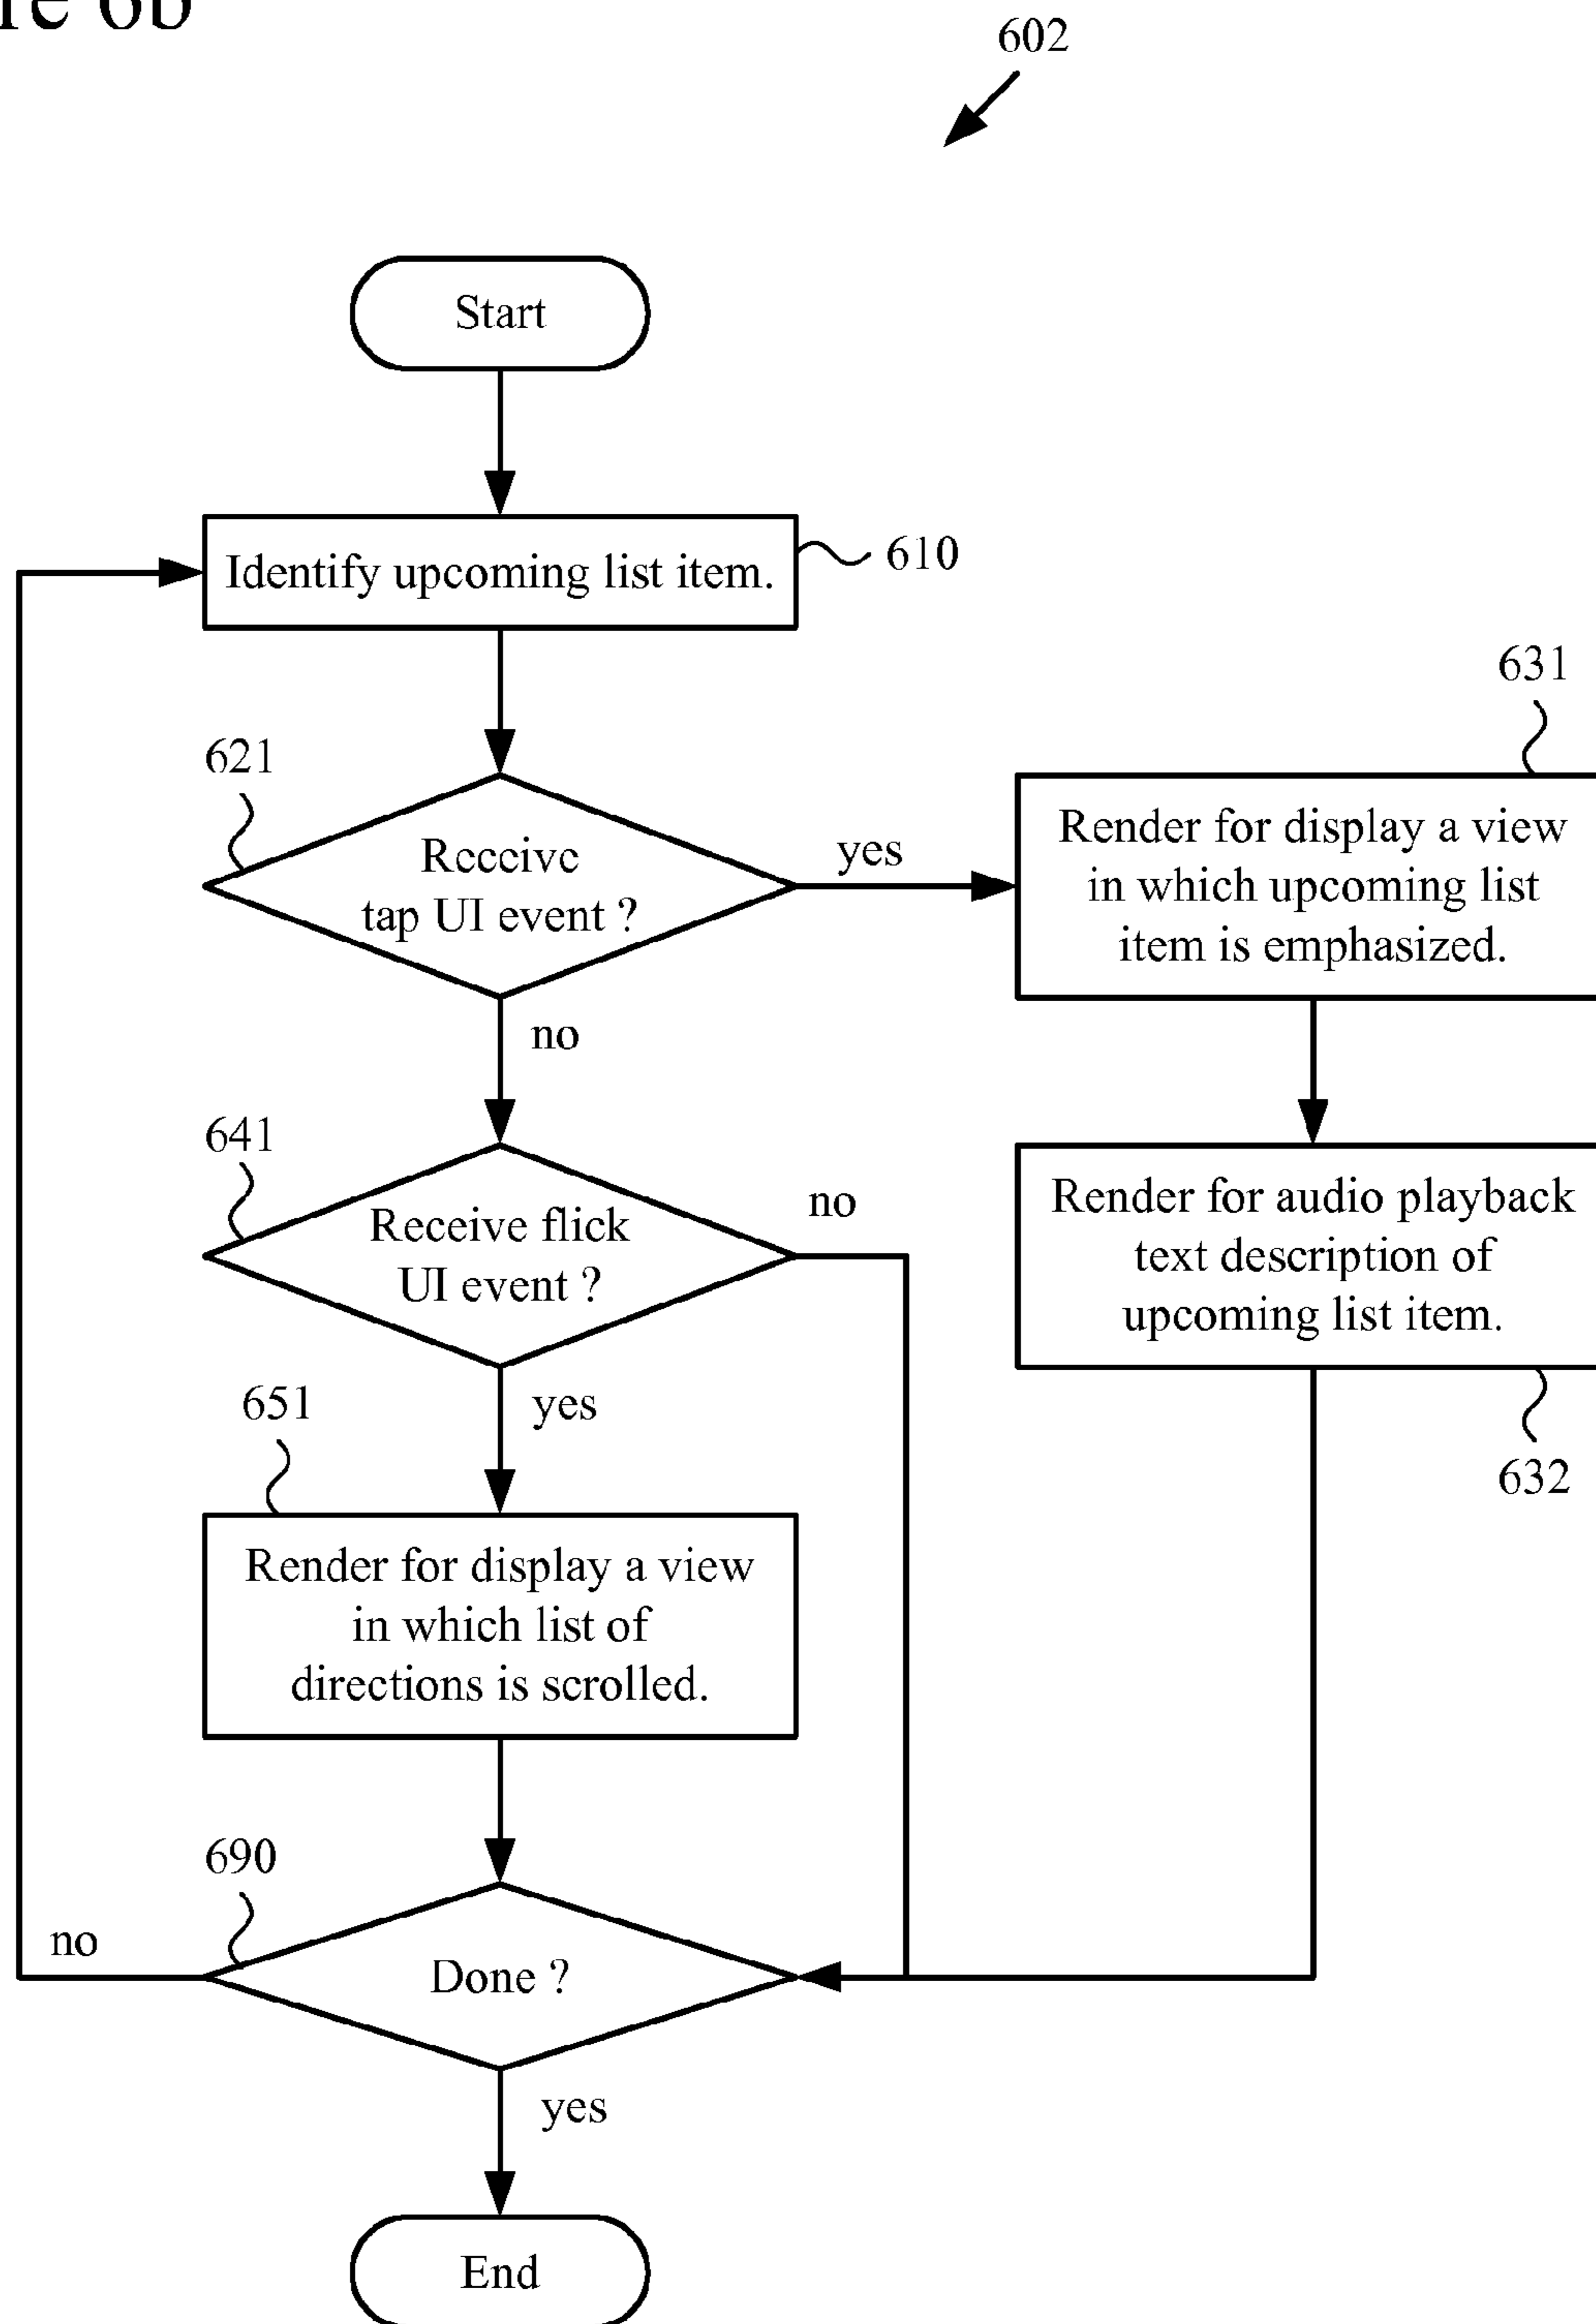 re 6b
602
Start
Identify upcoming list item.
610
621
Receive
tap UI event ?
yes
631
Render for display a view
in which upcoming list
item is emphasized.
no
641
Receive flick
UI event ?
no
Render for audio playback
text description of
upcoming list item.
632
yes
651
Render for display a view
in which list of
directions is scrolled.
690
no
Done ?
yes
End